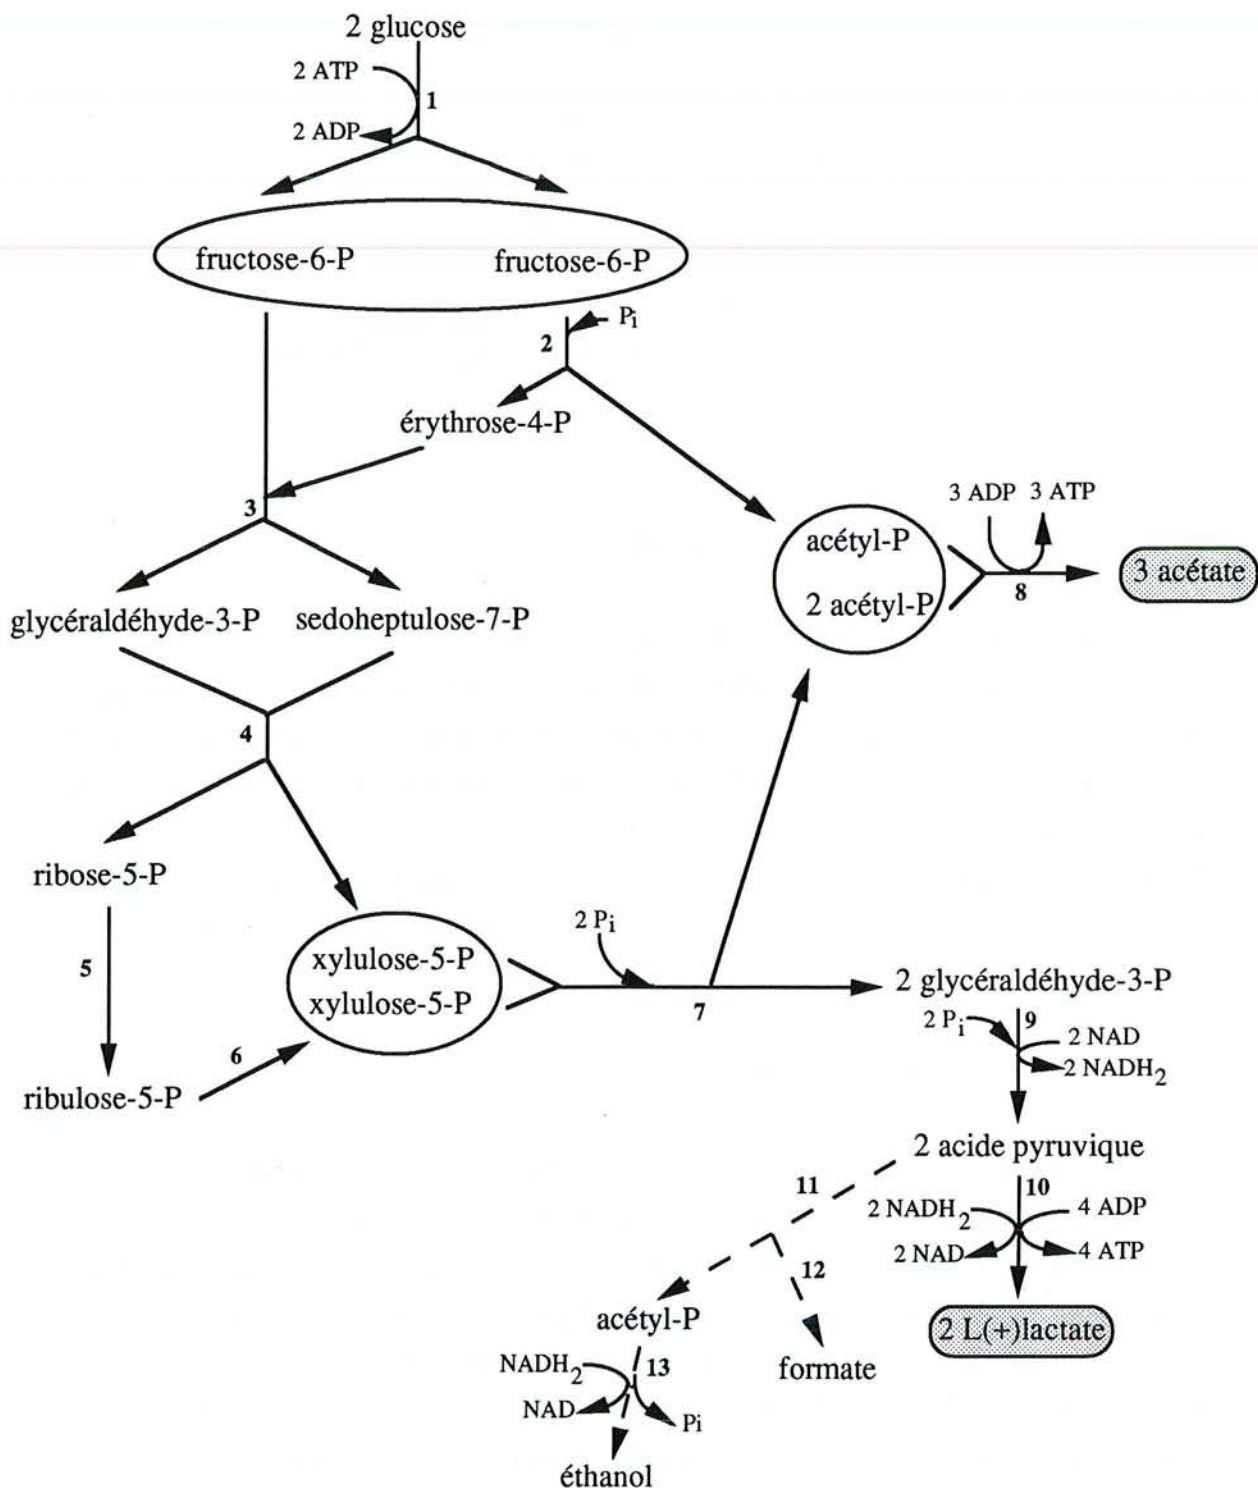 2 glucose
2 ATP
1
2 ADP
fructose-6-P fructose-6-P
Pi
2
érythrose-4-P
3
3 ADP 3 ATP
acétyl-P
2 acétyl-P
8
3 acétate
glycéraldéhyde-3-P sedoheptulose-7-P
4
ribose-5-P
5
2 Pi
xylulose-5-P
xylulose-5-P
7
2 glycéraldéhyde-3-P
2 Pi
9
2 NAD
2 NADH2
6
ribulose-5-P
2 acide pyruvique
11
10
2 NADH2
4 ADP
2 NAD
4 ATP
12
acétyl-P
2 L(+)lactate
formate
NADH2
13
NAD
Pi
éthanol